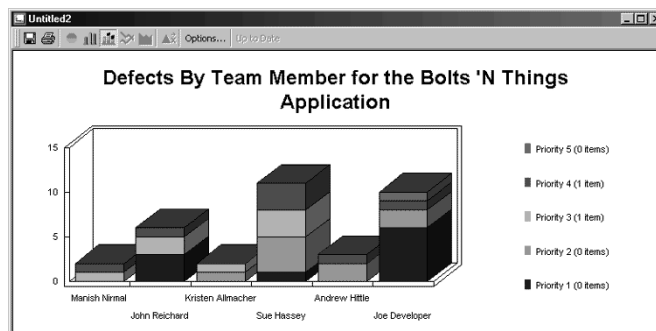 Untitled2
Options...
Up to Date
Defects By Team Member for the Bolts 'N Things
Application
15
10
5
0
Manish Nirmal
John Reichard
Kristen Allmacher
Sue Hassey
Andrew Hittle
Joe Developer
Priority 5 (0 items)
Priority 4 (1 item)
Priority 3 (1 item)
Priority 2 (0 items)
Priority 1 (0 items)